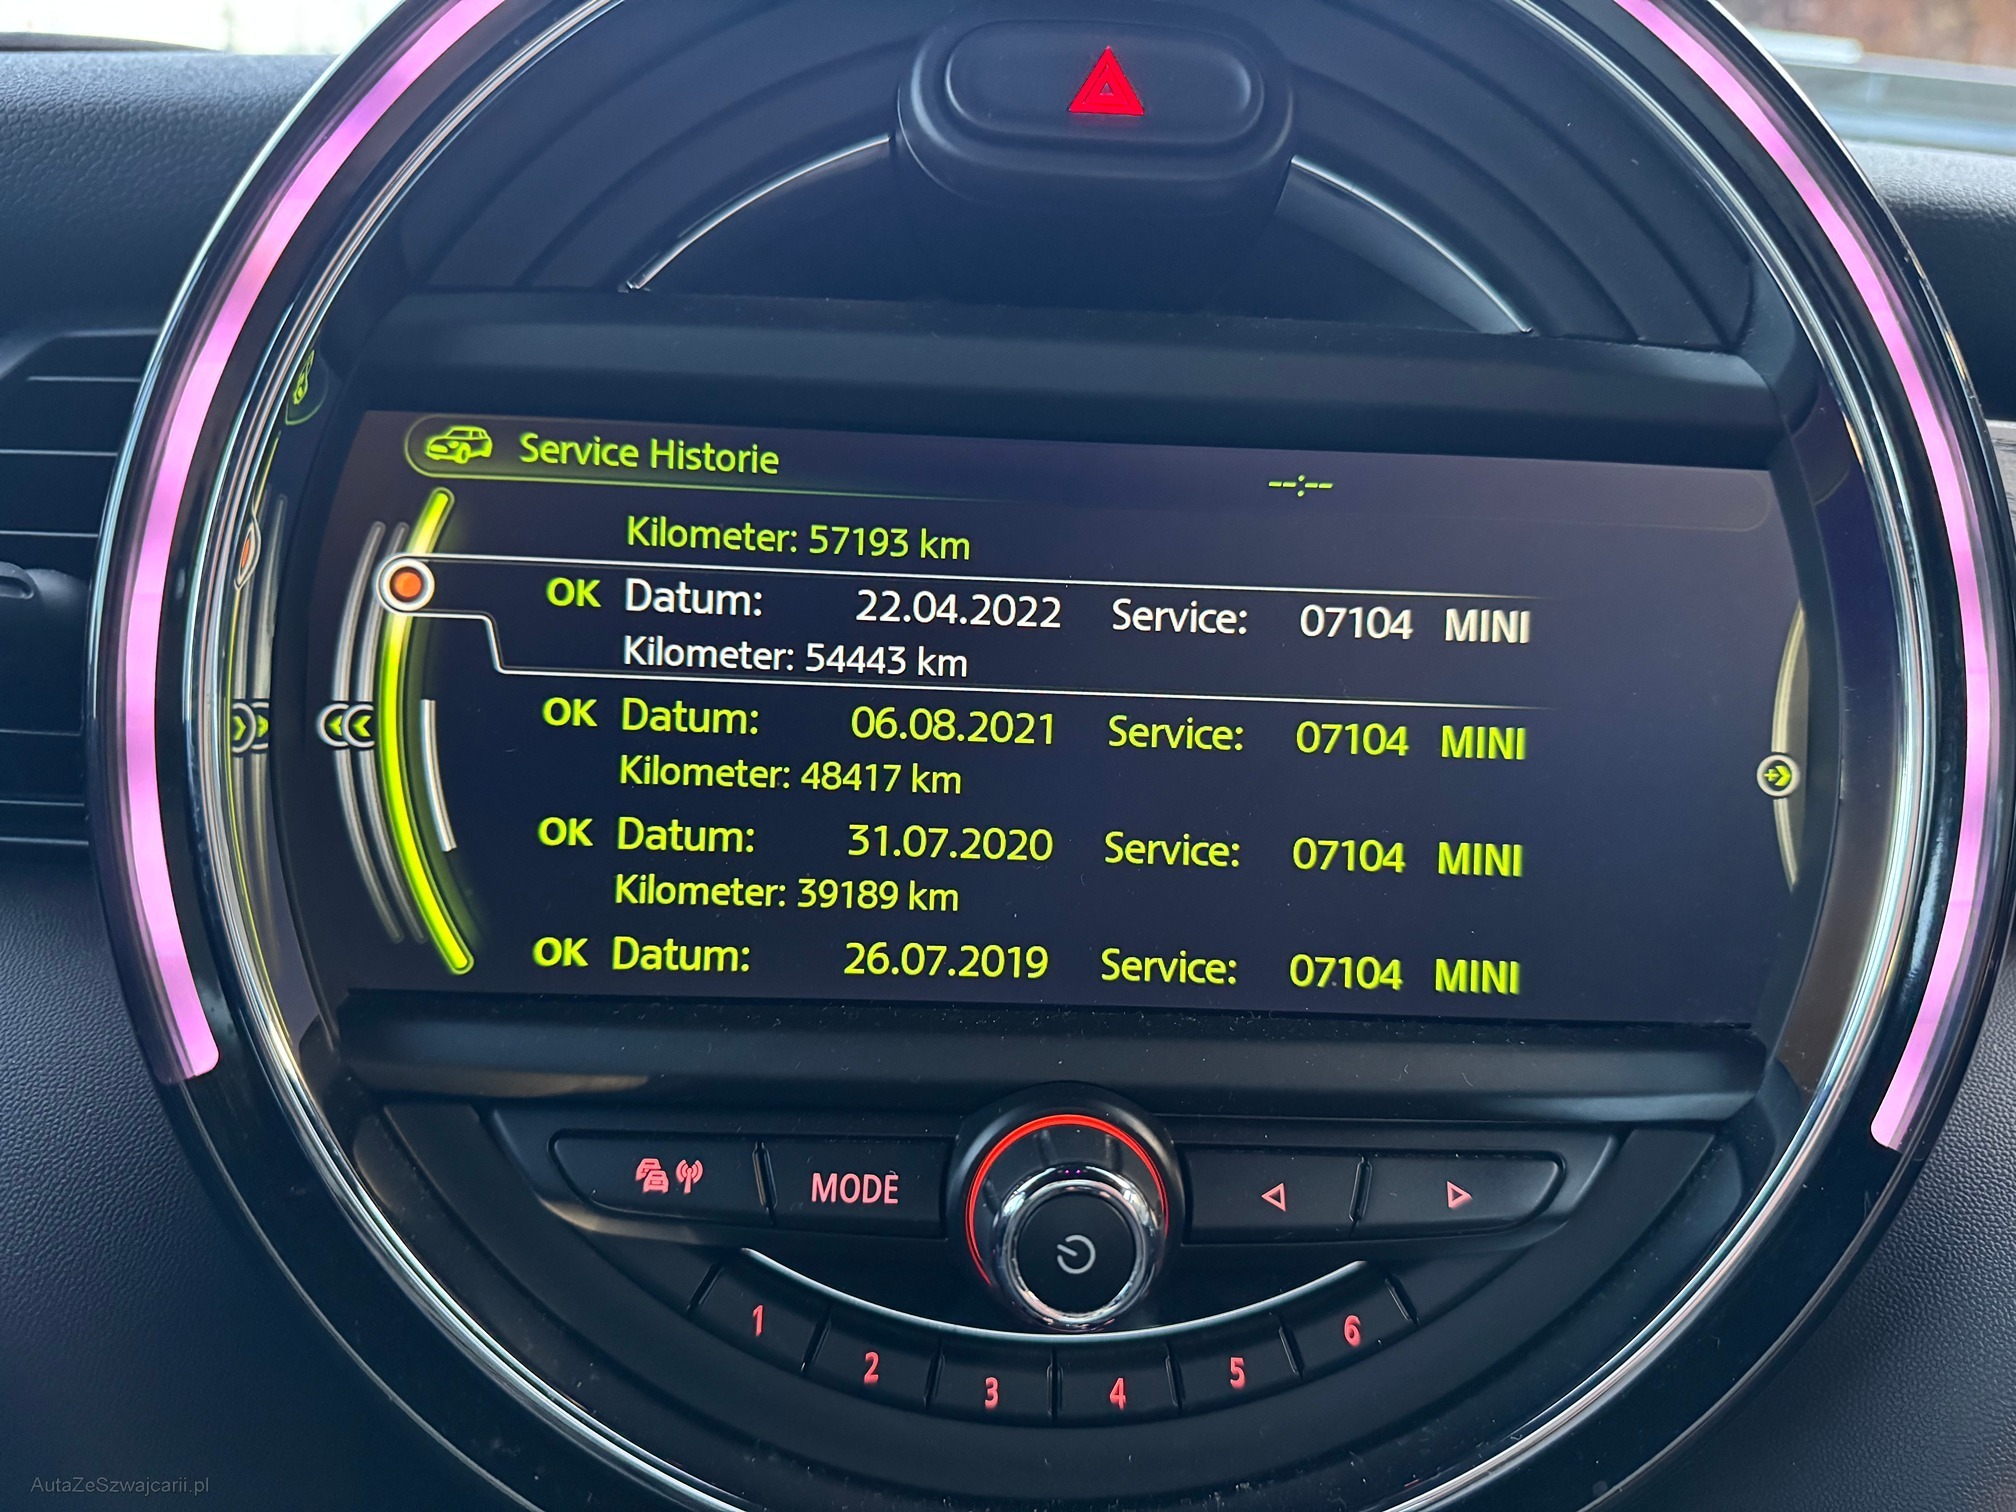 Service Historie
--:--
Kilometer: 57193 km
OK Datum: 22.04.2022 Service: 07104 MINI
Kilometer: 54443 km
OK Datum: 06.08.2021 Service: 07104 MINI
Kilometer: 48417 km
OK Datum: 31.07.2020 Service: 07104 MINI
Kilometer: 39189 km
OK Datum: 26.07.2019 Service: 07104 MINI
MODE
1 2 3 4 5 6
AutaZeSzwajcarii.pl